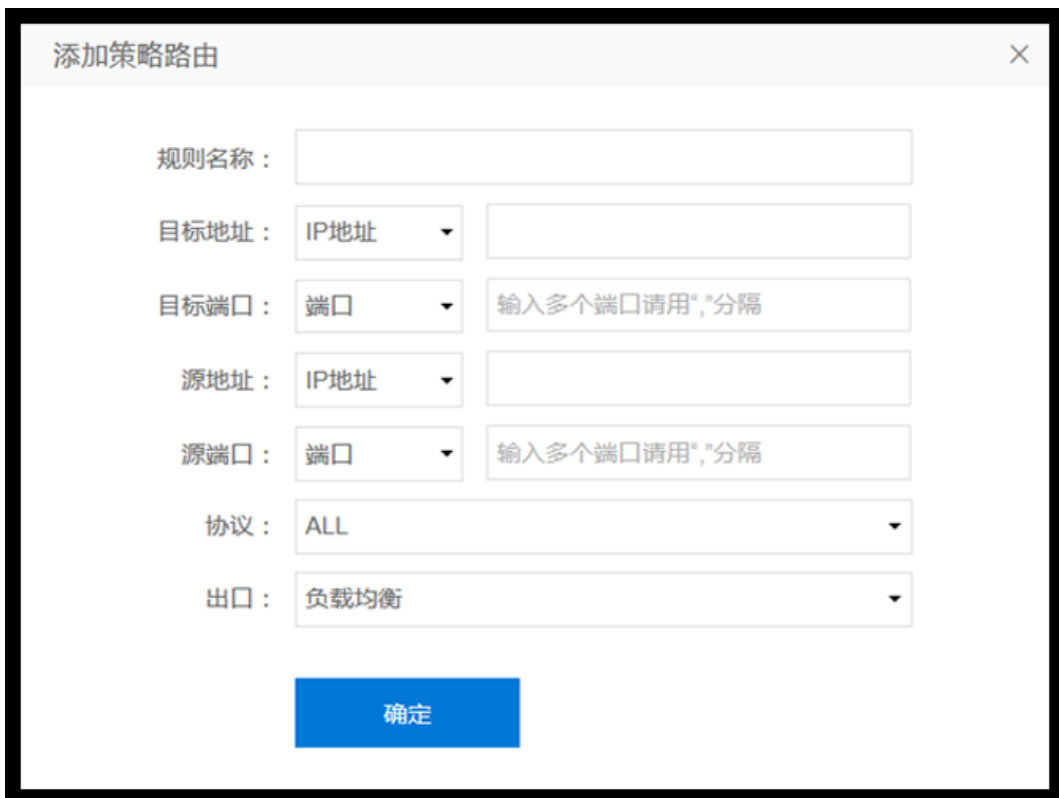 添加策略路由
规则名称：
目标地址： IP地址
目标端口： 端口 输入多个端口请用“,”分隔
源地址： IP地址
源端口： 端口 输入多个端口请用“,”分隔
协议： ALL
出口： 负载均衡
确定